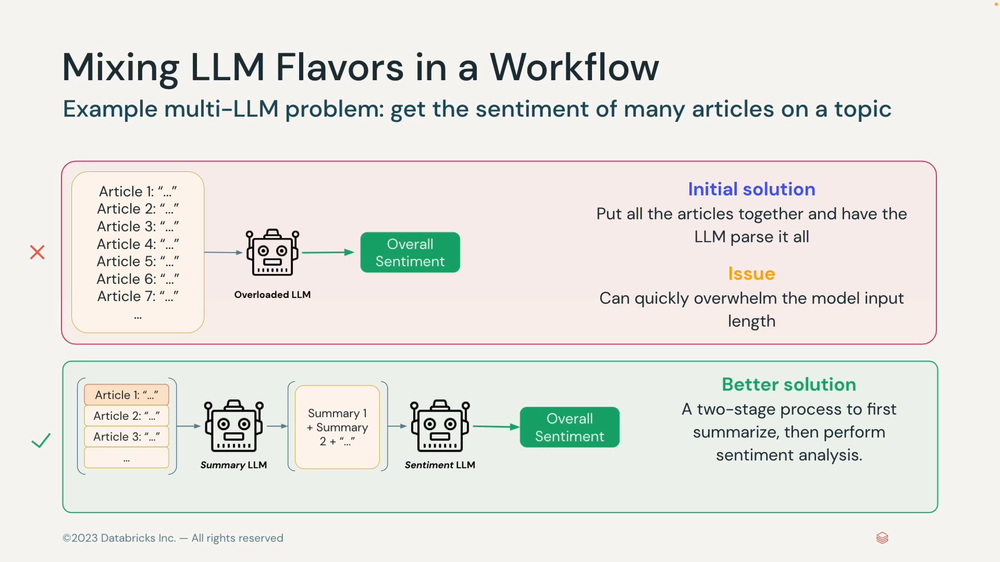 Mixing LLM Flavors in a Workflow
Example multi-LLM problem: get the sentiment of many articles on a topic
Article 1: “...”
Article 2: “...”
Article 3: “...”
Article 4: “...”
Article 5: “...”
Article 6: “...”
Article 7: “...”
...
Overloaded LLM
Overall
Sentiment
Initial solution
Put all the articles together and have the
LLM parse it all
Issue
Can quickly overwhelm the model input
length
Article 1: “...”
Article 2: “...”
Article 3: “...”
...
Summary LLM
Summary 1
+ Summary
2 + “...”
Sentiment LLM
Overall
Sentiment
Better solution
A two-stage process to first
summarize, then perform
sentiment analysis.
©2023 Databricks Inc. — All rights reserved